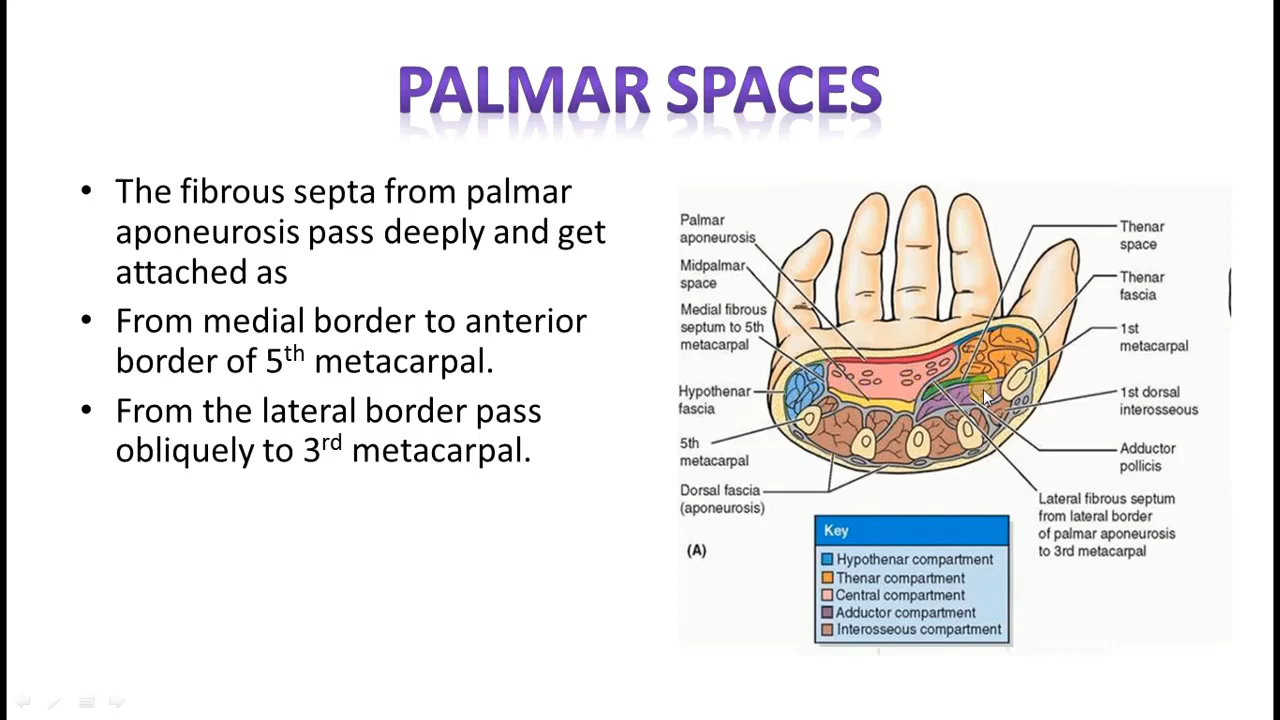 PALMAR SPACES
• The fibrous septa from palmar
aponeurosis pass deeply and get
attached as
• From medial border to anterior
border of 5th metacarpal.
• From the lateral border pass
obliquely to 3rd metacarpal.
Palmar
aponeurosis
Midpalmar
space
Medial fibrous
septum to 5th
metacarpal
Hypothenar
fascia
5th
metacarpal
Dorsal fascia
(aponeurosis)
(A)
Thenar
space
Thenar
fascia
1st
metacarpal
1st dorsal
interosseous
Adductor
pollicis
Lateral fibrous septum
from lateral border
of palmar aponeurosis
to 3rd metacarpal
Key
Hypothenar compartment
Thenar compartment
Central compartment
Adductor compartment
Interosseous compartment